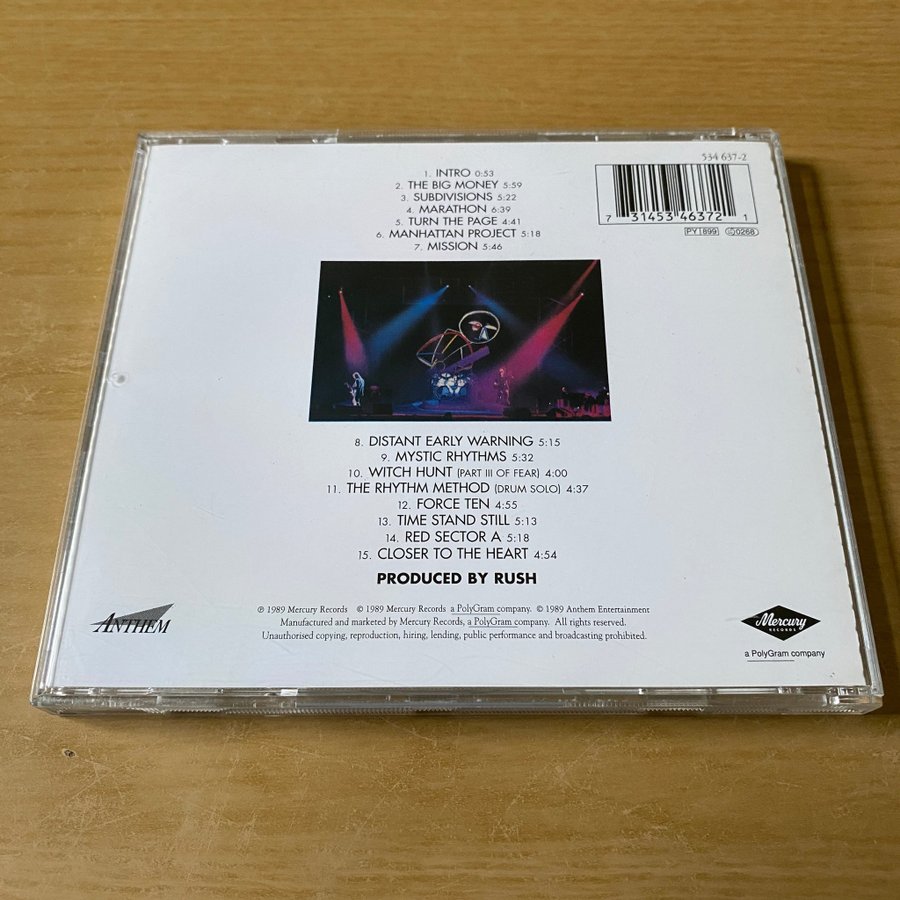 534 637-2
7 31453 46372 1
PY 899 0268
1. INTRO 0:53
2. THE BIG MONEY 5:59
3. SUBDIVISIONS 5:22
4. MARATHON 6:39
5. TURN THE PAGE 4:41
6. MANHATTAN PROJECT 5:18
7. MISSION 5:46
8. DISTANT EARLY WARNING 5:15
9. MYSTIC RHYTHMS 5:32
10. WITCH HUNT (PART III OF FEAR) 4:00
11. THE RHYTHM METHOD (DRUM SOLO) 4:37
12. FORCE TEN 4:55
13. TIME STAND STILL 5:13
14. RED SECTOR A 5:18
15. CLOSER TO THE HEART 4:54
PRODUCED BY RUSH
℗ 1989 Mercury Records © 1989 Mercury Records a PolyGram company. © 1989 Anthem Entertainment
Manufactured and marketed by Mercury Records, a PolyGram company. All rights reserved.
Unauthorised copying, reproduction, hiring, lending, public performance and broadcasting prohibited.
ANTHEM
Mercury
RECORDS
a PolyGram company